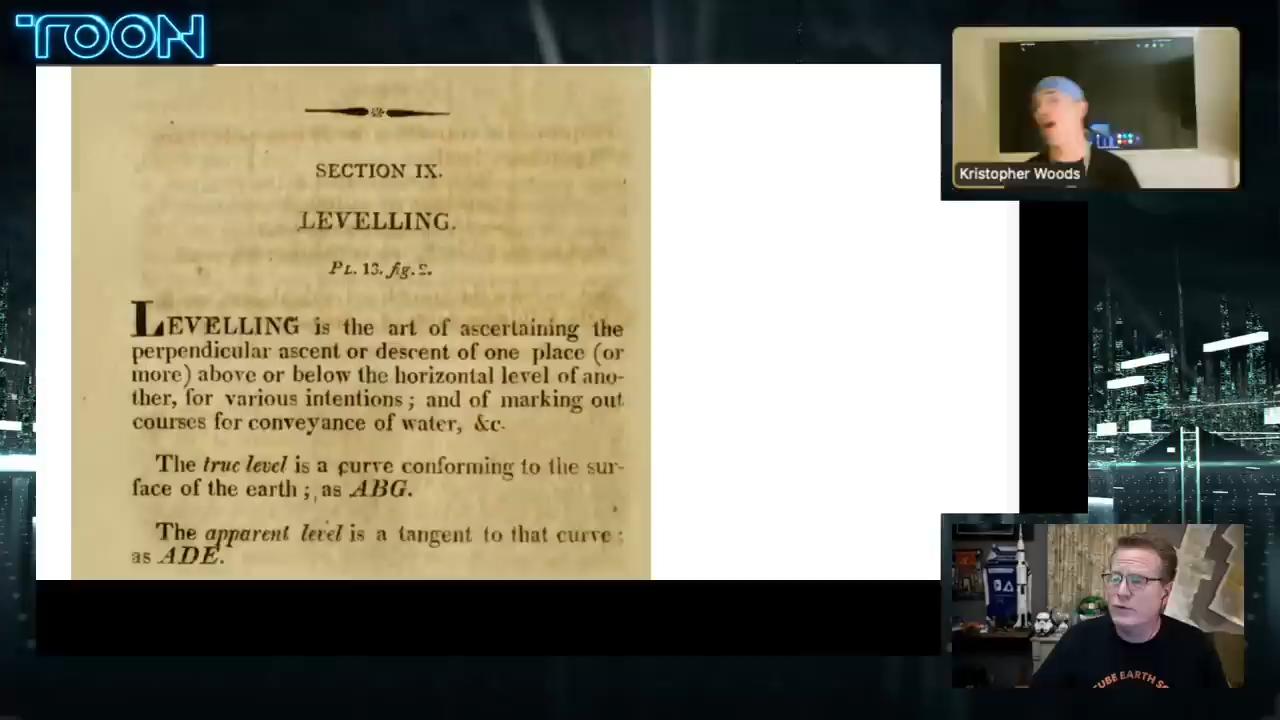 TOON
SECTION IX.
LEVELLING.
PL. 13. fig. 2.
LEVELLING is the art of ascertaining the
perpendicular ascent or descent of one place (or
more) above or below the horizontal level of ano-
ther, for various intentions; and of marking out
courses for conveyance of water, &c.
The true level is a curve conforming to the sur-
face of the earth; as ABG.
The apparent level is a tangent to that curve;
as ADE.
Kristopher Woods
CUBE EARTH SO